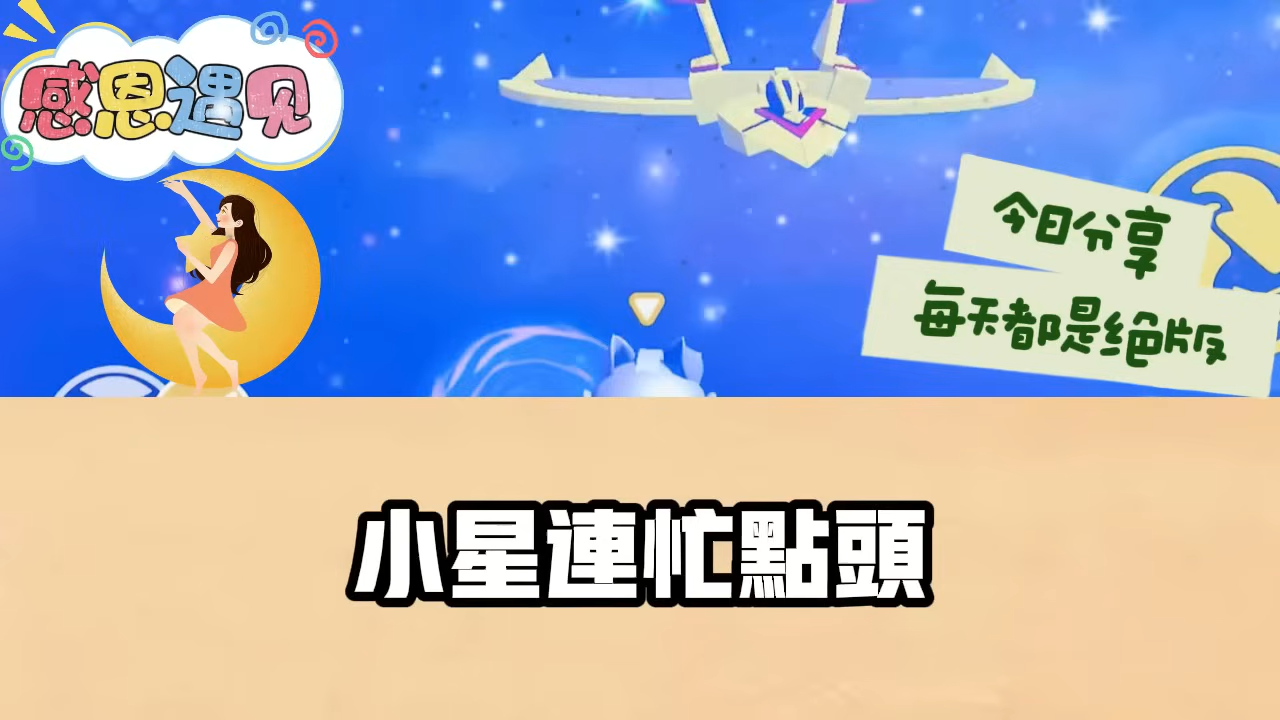 感恩遇见
今日分享
每天都是绝版
小星連忙點頭